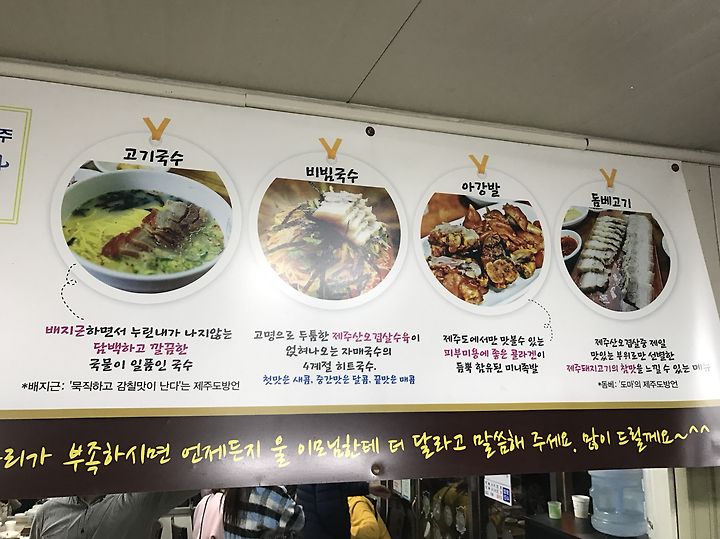 주
고기국수
배지근하면서 누린내가 나지않는
담백하고 깔끔한
국물이 일품인 국수
*배지근: '묵직하고 감칠맛이 난다'는 제주도방언
비빔국수
고명으로 두툼한 제주산오겹살수육이
얹혀나오는 자매국수의
4계절 히트국수.
첫맛은 새콤, 중간맛은 달콤, 끝맛은 매콤
아강발
제주도에서만 맛볼수 있는
피부미용에 좋은 콜라겐이
듬뿍 함유된 미니족발
돔베고기
제주산오겹살중 제일
맛있는 부위로만 선별한
제주돼지고기의 참맛을 느낄 수 있는 메뉴
*돔베: '도마'의 제주도방언
리가 부족하시면 언제든지 울 이모님한테 더 달라고 말씀해 주세요. 많이 드릴게요~^^